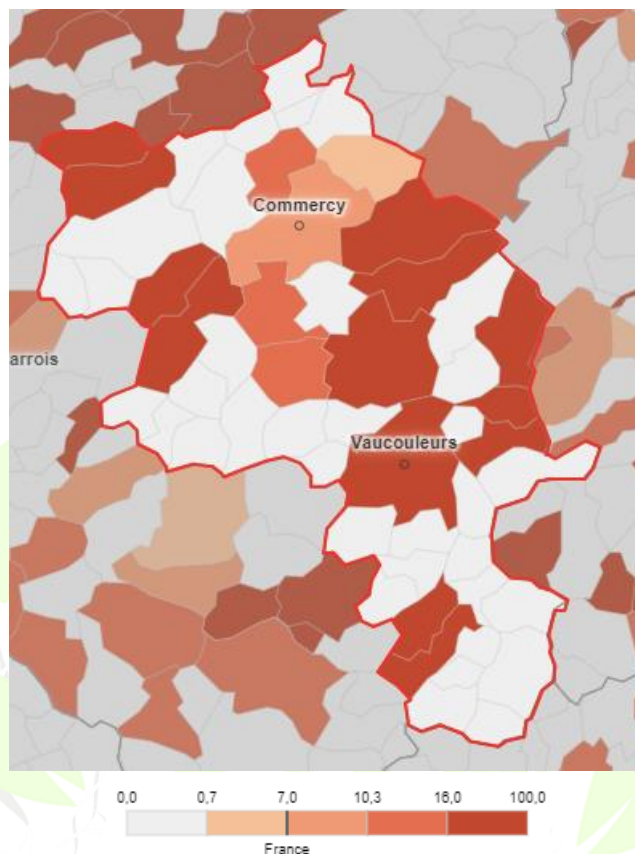 Commercy
arrois
Vaucouleurs
0,0 0,7 7,0 10,3 16,0 100,0
France